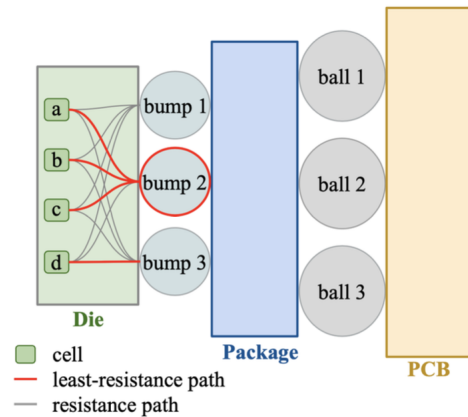 a
b
c
d
bump 1
bump 2
bump 3
ball 1
ball 2
ball 3
Die
Package
PCB
cell
least-resistance path
resistance path